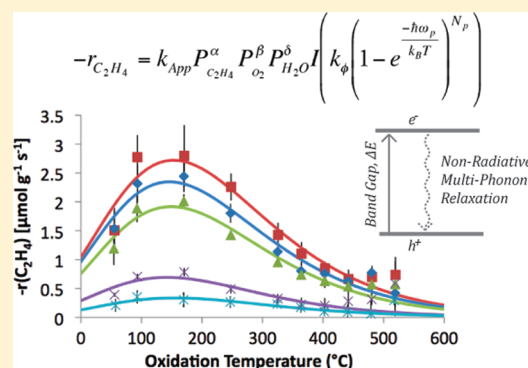 −r_{C₂H₄} = k_{App} P^α_{C₂H₄} P^β_{O₂} P^δ_{H₂O} I ( k_ϕ ( 1 − e^{−ħω_p / k_B T} )^{N_p} )
-r(C₂H₄) [μmol g⁻¹ s⁻¹]
3.5
3
2.5
2
1.5
1
0.5
0
0 100 200 300 400 500 600
Oxidation Temperature (°C)
Band Gap, ΔE
e⁻
Non-Radiative
Multi-Phonon
Relaxation
h⁺